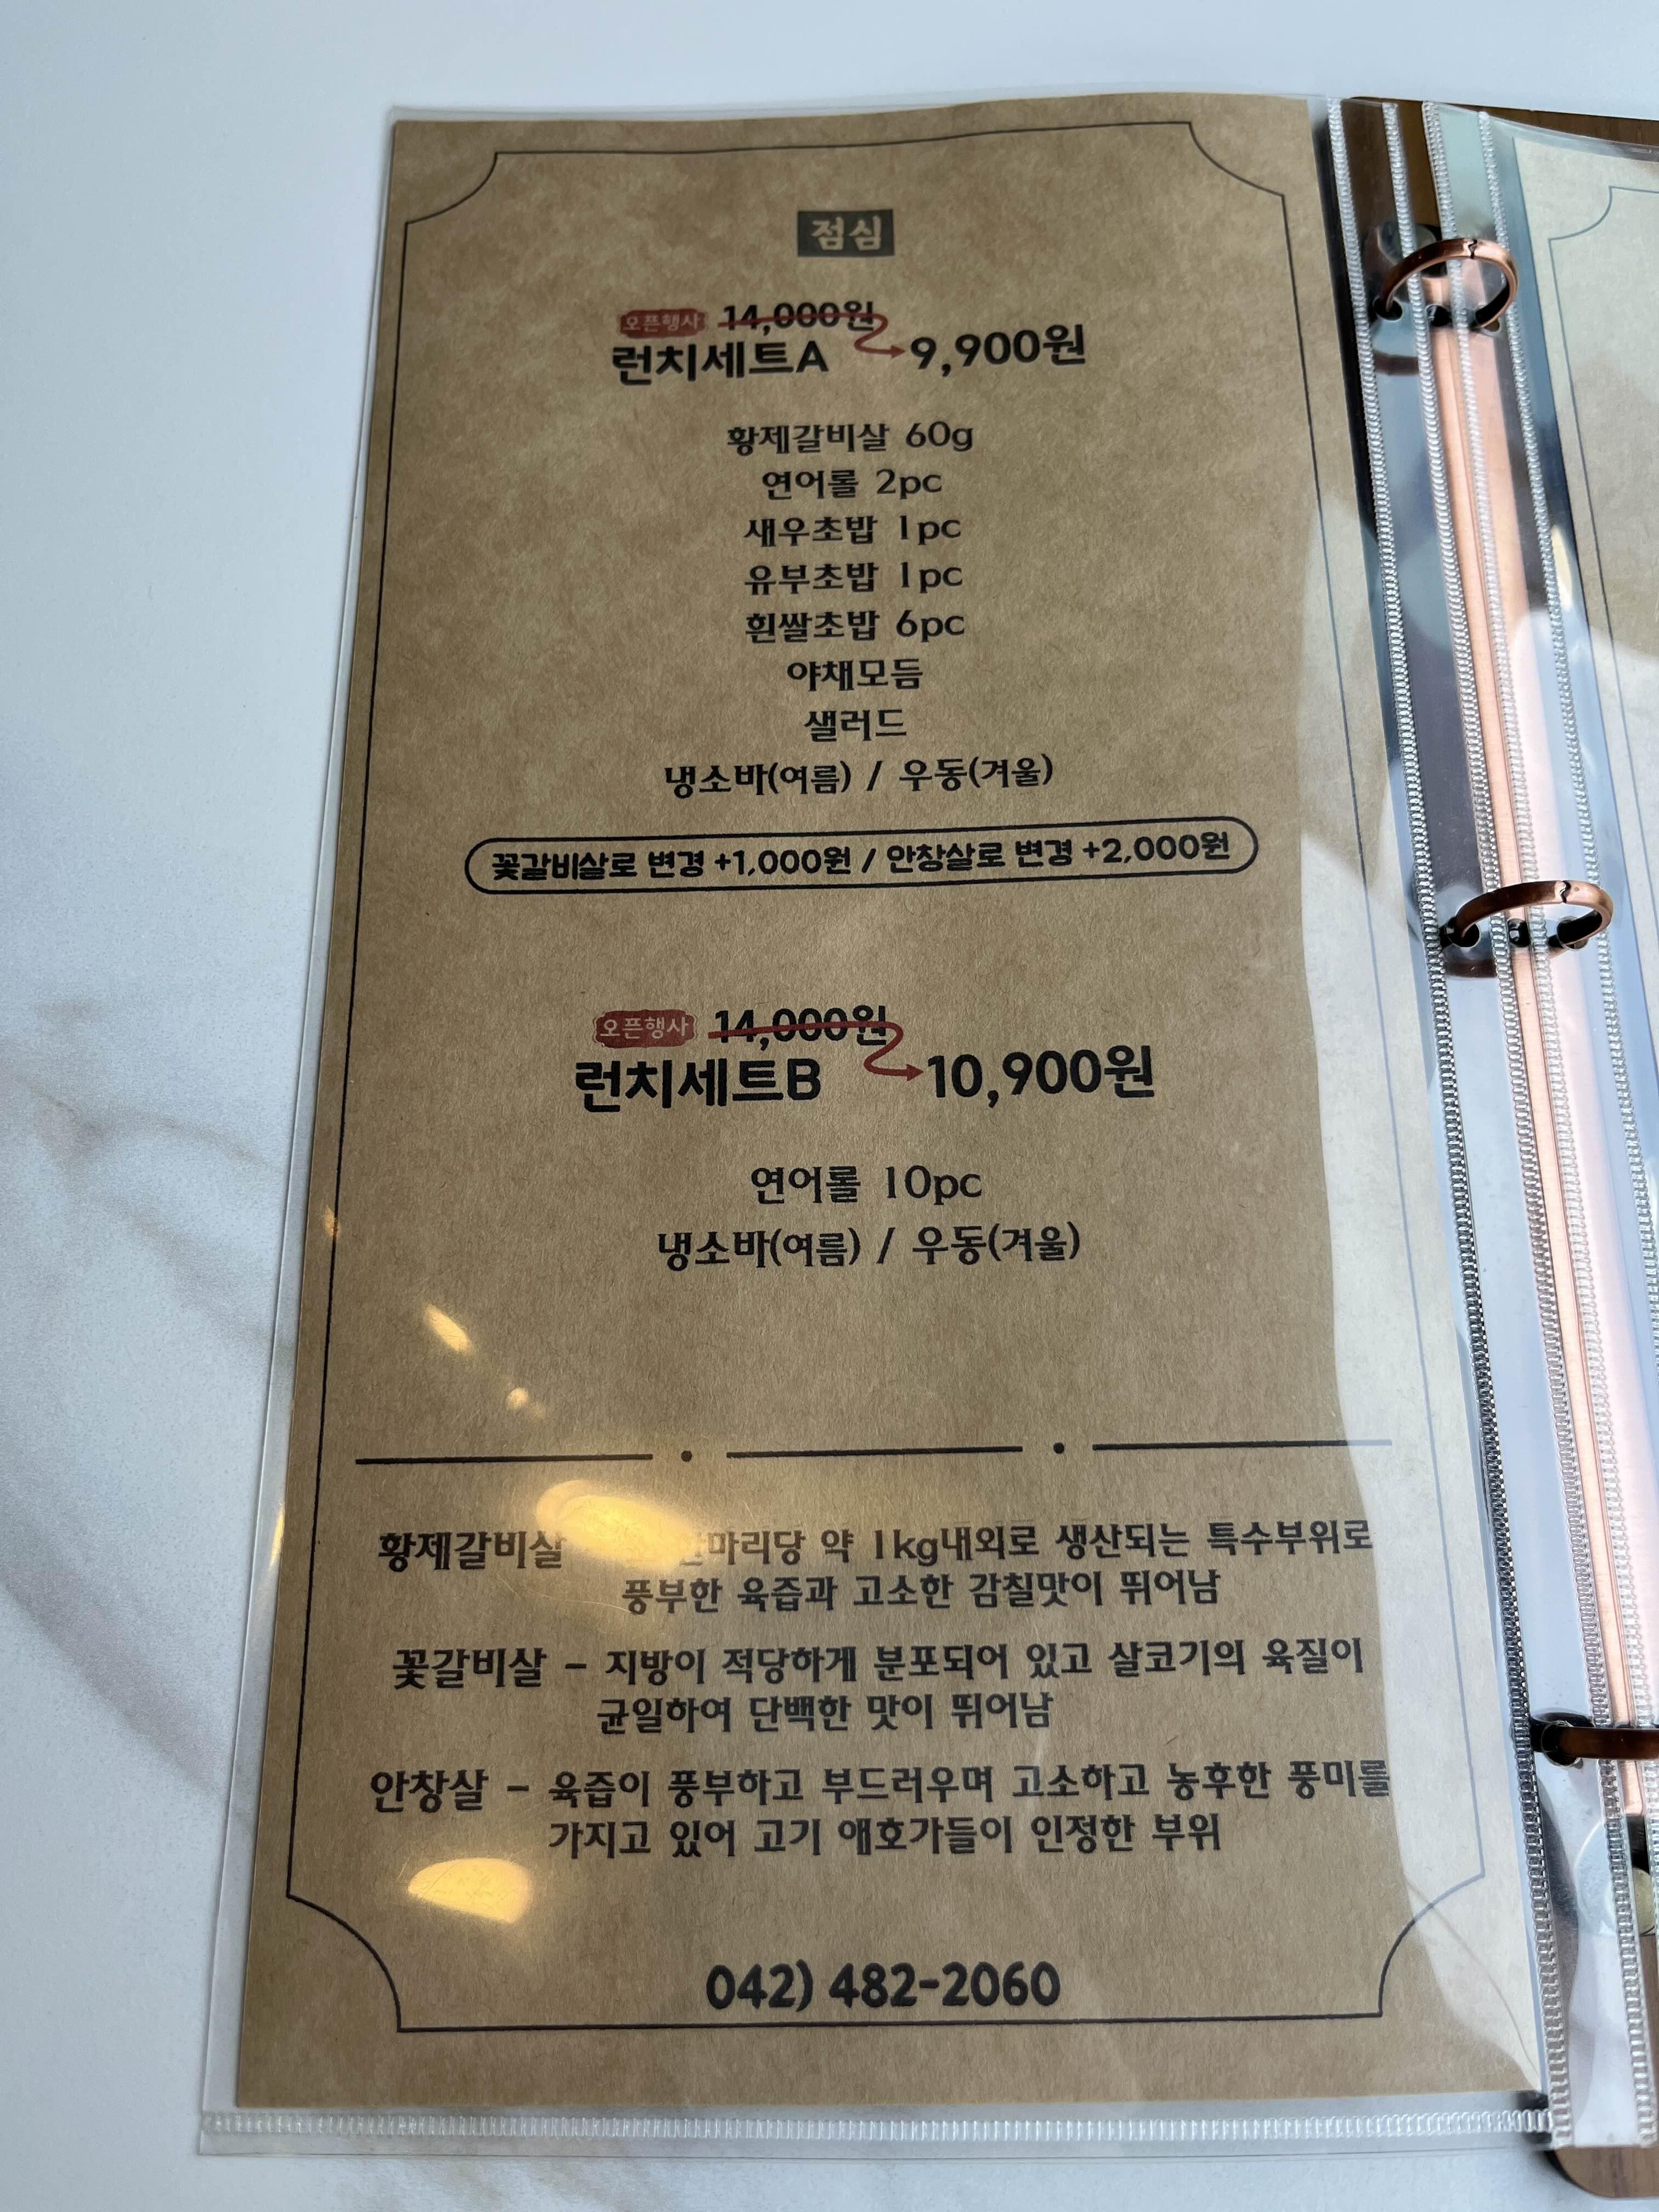 점심
오픈행사 14,000원
런치세트A 9,900원
황제갈비살 60g
연어롤 2pc
새우초밥 1pc
유부초밥 1pc
흰쌀초밥 6pc
야채모듬
샐러드
냉소바(여름) / 우동(겨울)
꽃갈비살로 변경 +1,000원 / 안창살로 변경 +2,000원
오픈행사 14,000원
런치세트B 10,900원
연어롤 10pc
냉소바(여름) / 우동(겨울)
황제갈비살 약 1kg내외로 생산되는 특수부위로
풍부한 육즙과 고소한 감칠맛이 뛰어남
꽃갈비살 - 지방이 적당하게 분포되어 있고 살코기의 육질이
균일하여 단백한 맛이 뛰어남
안창살 - 육즙이 풍부하고 부드러우며 고소하고 농후한 풍미를
가지고 있어 고기 애호가들이 인정한 부위
042) 482-2060